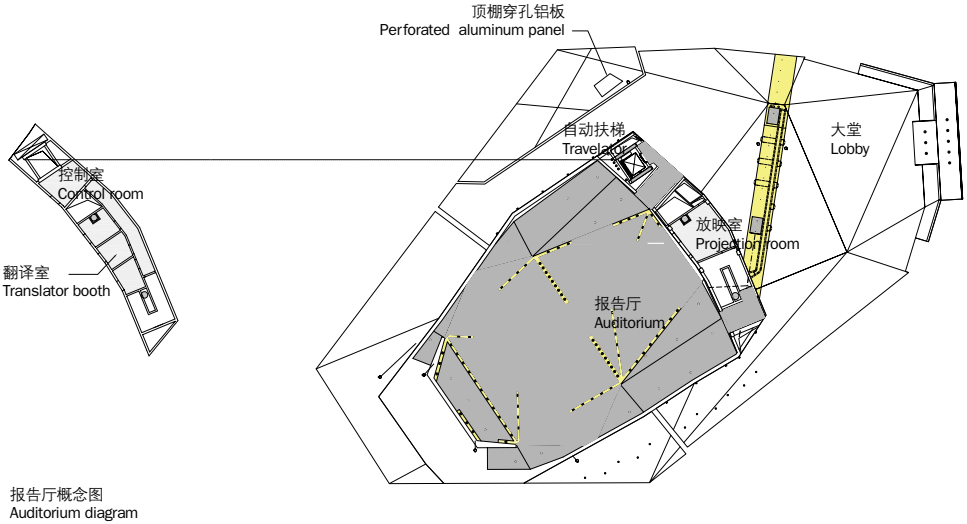 顶棚穿孔铝板
Perforated aluminum panel
自动扶梯
Travelator
大堂
Lobby
控制室
Control room
放映室
Projection room
翻译室
Translator booth
报告厅
Auditorium
报告厅概念图
Auditorium diagram